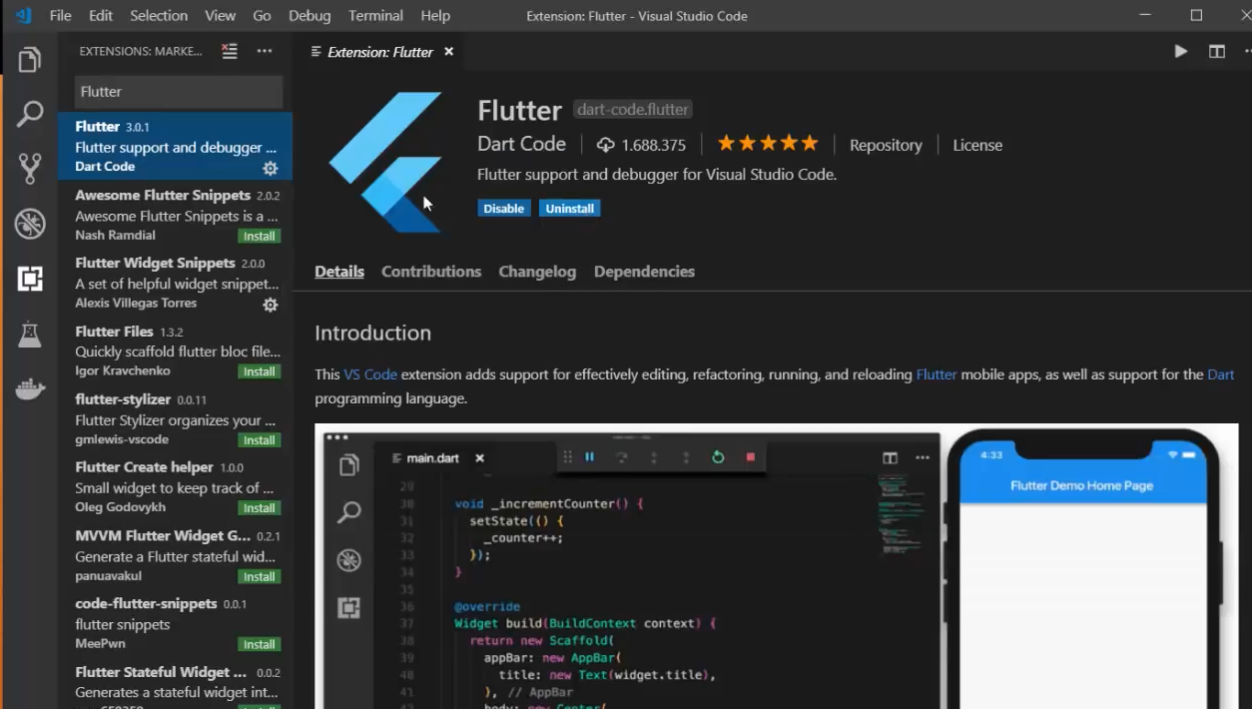 File Edit Selection View Go Debug Terminal Help
Extension: Flutter - Visual Studio Code
EXTENSIONS: MARKE...
Flutter
Flutter 3.0.1
Flutter support and debugger ...
Dart Code
Awesome Flutter Snippets 2.0.2
Awesome Flutter Snippets is a ...
Nash Ramdial Install
Flutter Widget Snippets 2.0.0
A set of helpful widget snippet...
Alexis Villegas Torres
Flutter Files 1.3.2
Quickly scaffold flutter bloc file...
Igor Kravchenko Install
flutter-stylizer 0.0.11
Flutter Stylizer organizes your ...
gmlewis-vscode Install
Flutter Create helper 1.0.0
Small widget to keep track of ...
Oleg Godovykh Install
MVVM Flutter Widget G... 0.2.1
Generate a Flutter stateful wid...
panuavakul Install
code-flutter-snippets 0.0.1
flutter snippets
MeePwn Install
Flutter Stateful Widget ... 0.0.2
Generates a stateful widget int...
Extension: Flutter
Flutter dart-code.flutter
Dart Code 1.688.375 Repository License
Flutter support and debugger for Visual Studio Code.
Disable Uninstall
Details Contributions Changelog Dependencies
Introduction
This VS Code extension adds support for effectively editing, refactoring, running, and reloading Flutter mobile apps, as well as support for the Dart
programming language.
main.dart
29
30 void _incrementCounter() {
31 setState(() {
32 _counter++;
33 });
34 }
35
36 @override
37 Widget build(BuildContext context) {
38 return new Scaffold(
39 appBar: new AppBar(
40 title: new Text(widget.title),
41 ), // AppBar
42 body: new Center(
4:33
Flutter Demo Home Page